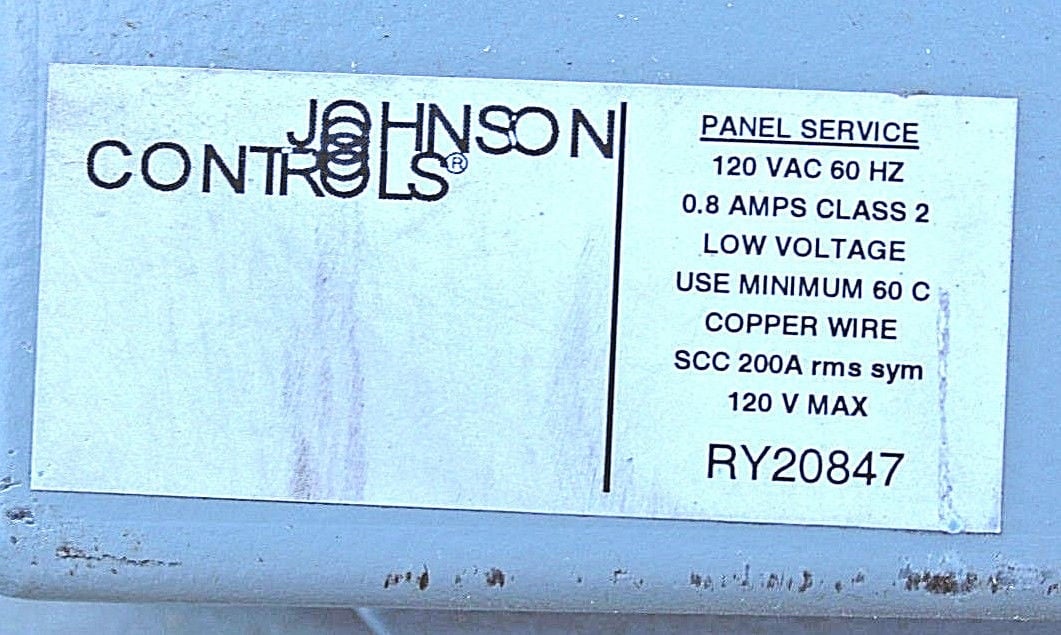 JOHNSON
CONTROLS®
PANEL SERVICE
120 VAC 60 HZ
0.8 AMPS CLASS 2
LOW VOLTAGE
USE MINIMUM 60 C
COPPER WIRE
SCC 200A rms sym
120 V MAX
RY20847